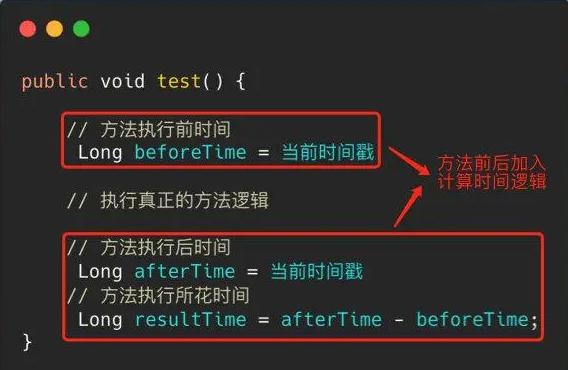 public void test() {
// 方法执行前时间
Long beforeTime = 当前时间戳
方法前后加入
计算时间逻辑
// 执行真正的方法逻辑
// 方法执行后时间
Long afterTime = 当前时间戳
// 方法执行所花时间
Long resultTime = afterTime - beforeTime;
}